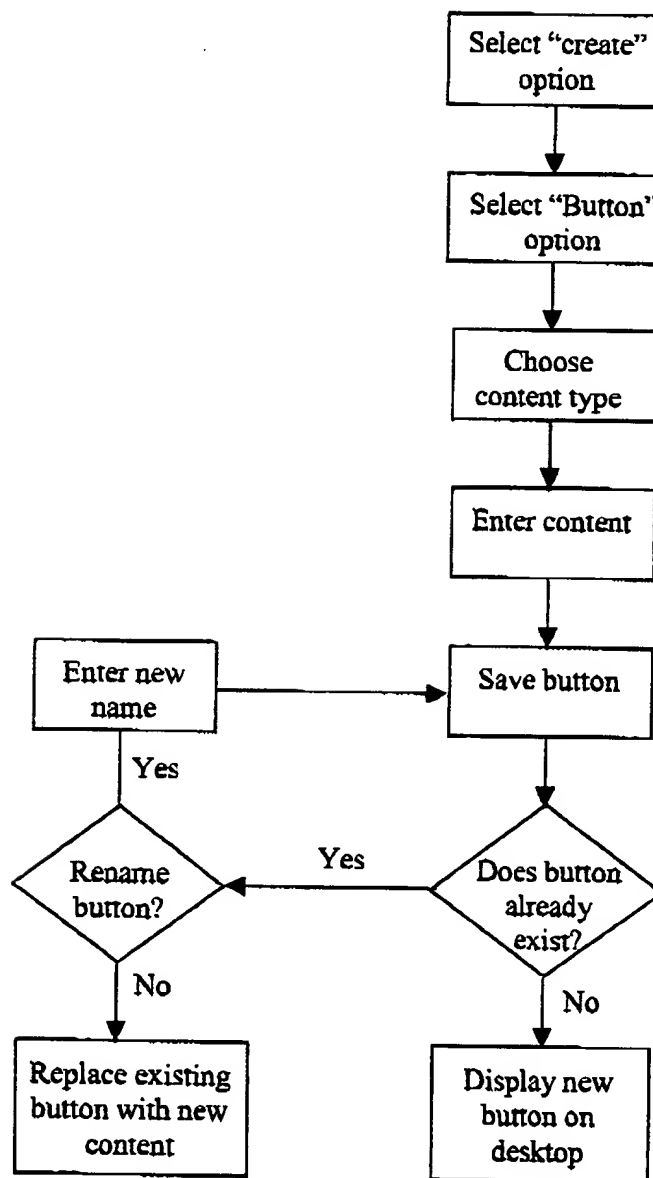 Select “create”
option
Select “Button”
option
Choose
content type
Enter content
Enter new
name
Save button
Yes
Rename
button?
Yes
Does button
already
exist?
No
No
Replace existing
button with new
content
Display new
button on
desktop